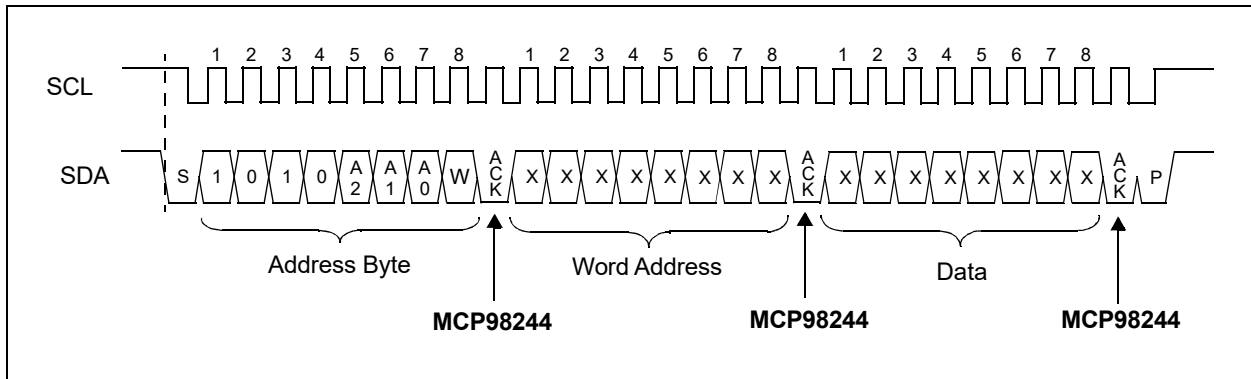 1 2 3 4 5 6 7 8 1 2 3 4 5 6 7 8 1 2 3 4 5 6 7 8
SCL
SDA S 1 0 1 0 A2 A1 A0 W ACK X X X X X X X X ACK X X X X X X X X ACK P
Address Byte Word Address Data
MCP98244 MCP98244 MCP98244